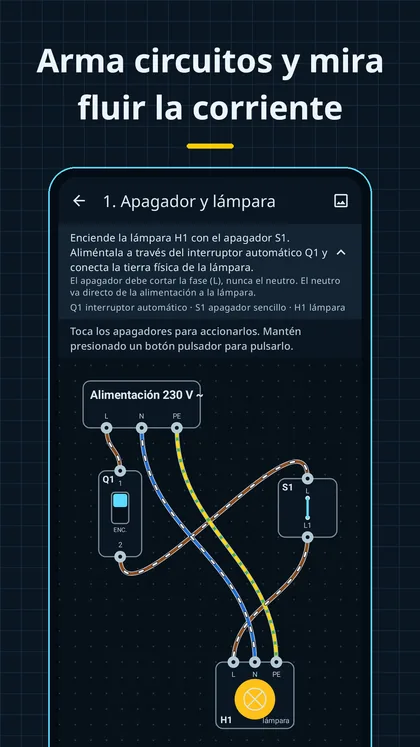 Arma circuitos y mira
fluir la corriente
1. Apagador y lámpara
Enciende la lámpara H1 con el apagador S1.
Aliméntala a través del interruptor automático Q1 y
conecta la tierra física de la lámpara.
El apagador debe cortar la fase (L), nunca el neutro. El neutro
va directo de la alimentación a la lámpara.
Q1 interruptor automático · S1 apagador sencillo · H1 lámpara
Toca los apagadores para accionarlos. Mantén
presionado un botón pulsador para pulsarlo.
Alimentación 230 V ~
L N PE
Q1
1
ENC.
2
S1
L
L1
L N PE
H1
lámpara